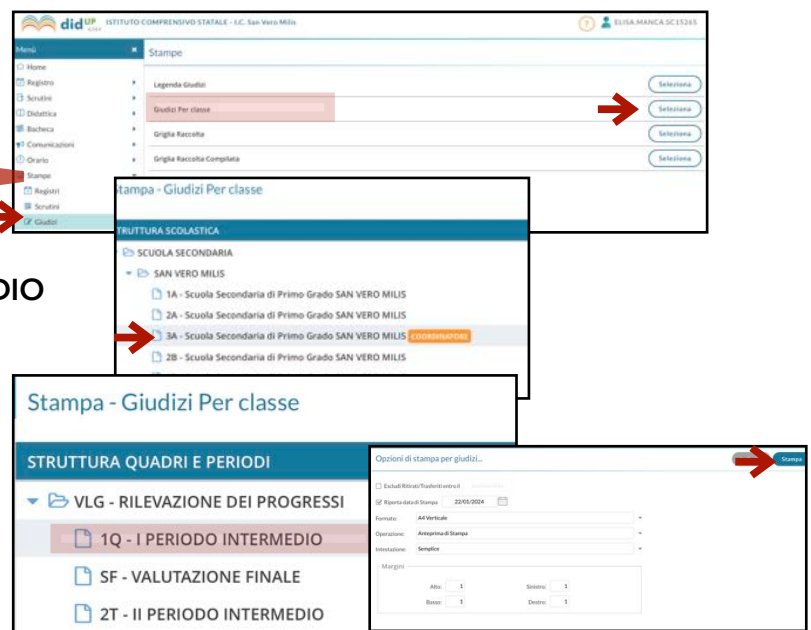 didUP ISTITUTO COMPRENSIVO STATALE - I.C. San Vero Milis
? ELISA.MANCA.SC15265
Menù
Stampe
Home
Registro
Legenda Giudizi Seleziona
Scrutini
Didattica
Giudizi Per classe Seleziona
Bacheca
Comunicazioni
Griglia Raccolta Seleziona
Orario
Griglia Raccolta Compilata Seleziona
Stampe
Registri
Scrutini
Giudizi
Stampa - Giudizi Per classe
STRUTTURA SCOLASTICA
SCUOLA SECONDARIA
SAN VERO MILIS
1A - Scuola Secondaria di Primo Grado SAN VERO MILIS
2A - Scuola Secondaria di Primo Grado SAN VERO MILIS
3A - Scuola Secondaria di Primo Grado SAN VERO MILIS COORDINATORE
2B - Scuola Secondaria di Primo Grado SAN VERO MILIS
DIO
Stampa - Giudizi Per classe
STRUTTURA QUADRI E PERIODI
VLG - RILEVAZIONE DEI PROGRESSI
1Q - I PERIODO INTERMEDIO
SF - VALUTAZIONE FINALE
2T - II PERIODO INTERMEDIO
Opzioni di stampa per giudizi...
Stampa
Escludi Ritirati/Trasferiti entro il
Riporta data di Stampa 22/01/2024
Formato: A4 Verticale
Operazione: Anteprima di Stampa
Intestazione: Semplice
Margini
Alto: 1 Sinistro: 1
Basso: 1 Destro: 1